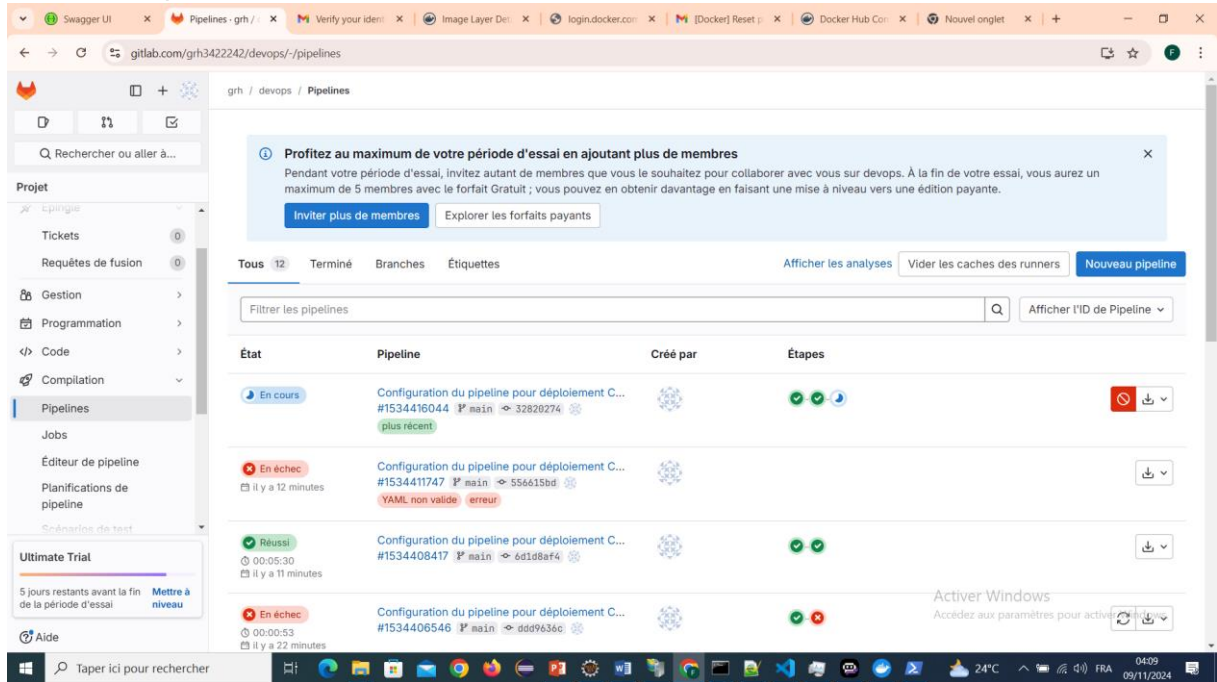 Swagger UI
Pipelines · grh /
Verify your ident
Image Layer Det
login.docker.con
[Docker] Reset p
Docker Hub Con
Nouvel onglet
gitlab.com/grh3422242/devops/-/pipelines
F
grh / devops / Pipelines
Rechercher ou aller à...
Projet
Épinglé
Tickets 0
Requêtes de fusion 0
Gestion
Programmation
Code
Compilation
Pipelines
Jobs
Éditeur de pipeline
Planifications de
pipeline
Scénarios de test
Ultimate Trial
5 jours restants avant la fin
de la période d'essai
Mettre à
niveau
Aide
Profitez au maximum de votre période d'essai en ajoutant plus de membres
Pendant votre période d'essai, invitez autant de membres que vous le souhaitez pour collaborer avec vous sur devops. À la fin de votre essai, vous aurez un
maximum de 5 membres avec le forfait Gratuit ; vous pouvez en obtenir davantage en faisant une mise à niveau vers une édition payante.
Inviter plus de membres
Explorer les forfaits payants
Tous 12 Terminé Branches Étiquettes
Afficher les analyses
Vider les caches des runners
Nouveau pipeline
Filtrer les pipelines
Afficher l'ID de Pipeline
État Pipeline Créé par Étapes
En cours
Configuration du pipeline pour déploiement C...
#1534416044 main 32820274
plus récent
En échec
il y a 12 minutes
Configuration du pipeline pour déploiement C...
#1534411747 main 556615bd
YAML non valide erreur
Réussi
00:05:30
il y a 11 minutes
Configuration du pipeline pour déploiement C...
#1534408417 main 6d1d8af4
En échec
00:00:53
il y a 22 minutes
Configuration du pipeline pour déploiement C...
#1534406546 main ddd9636c
Activer Windows
Accédez aux paramètres pour activer Windows.
Taper ici pour rechercher
24°C
FRA
04:09
09/11/2024